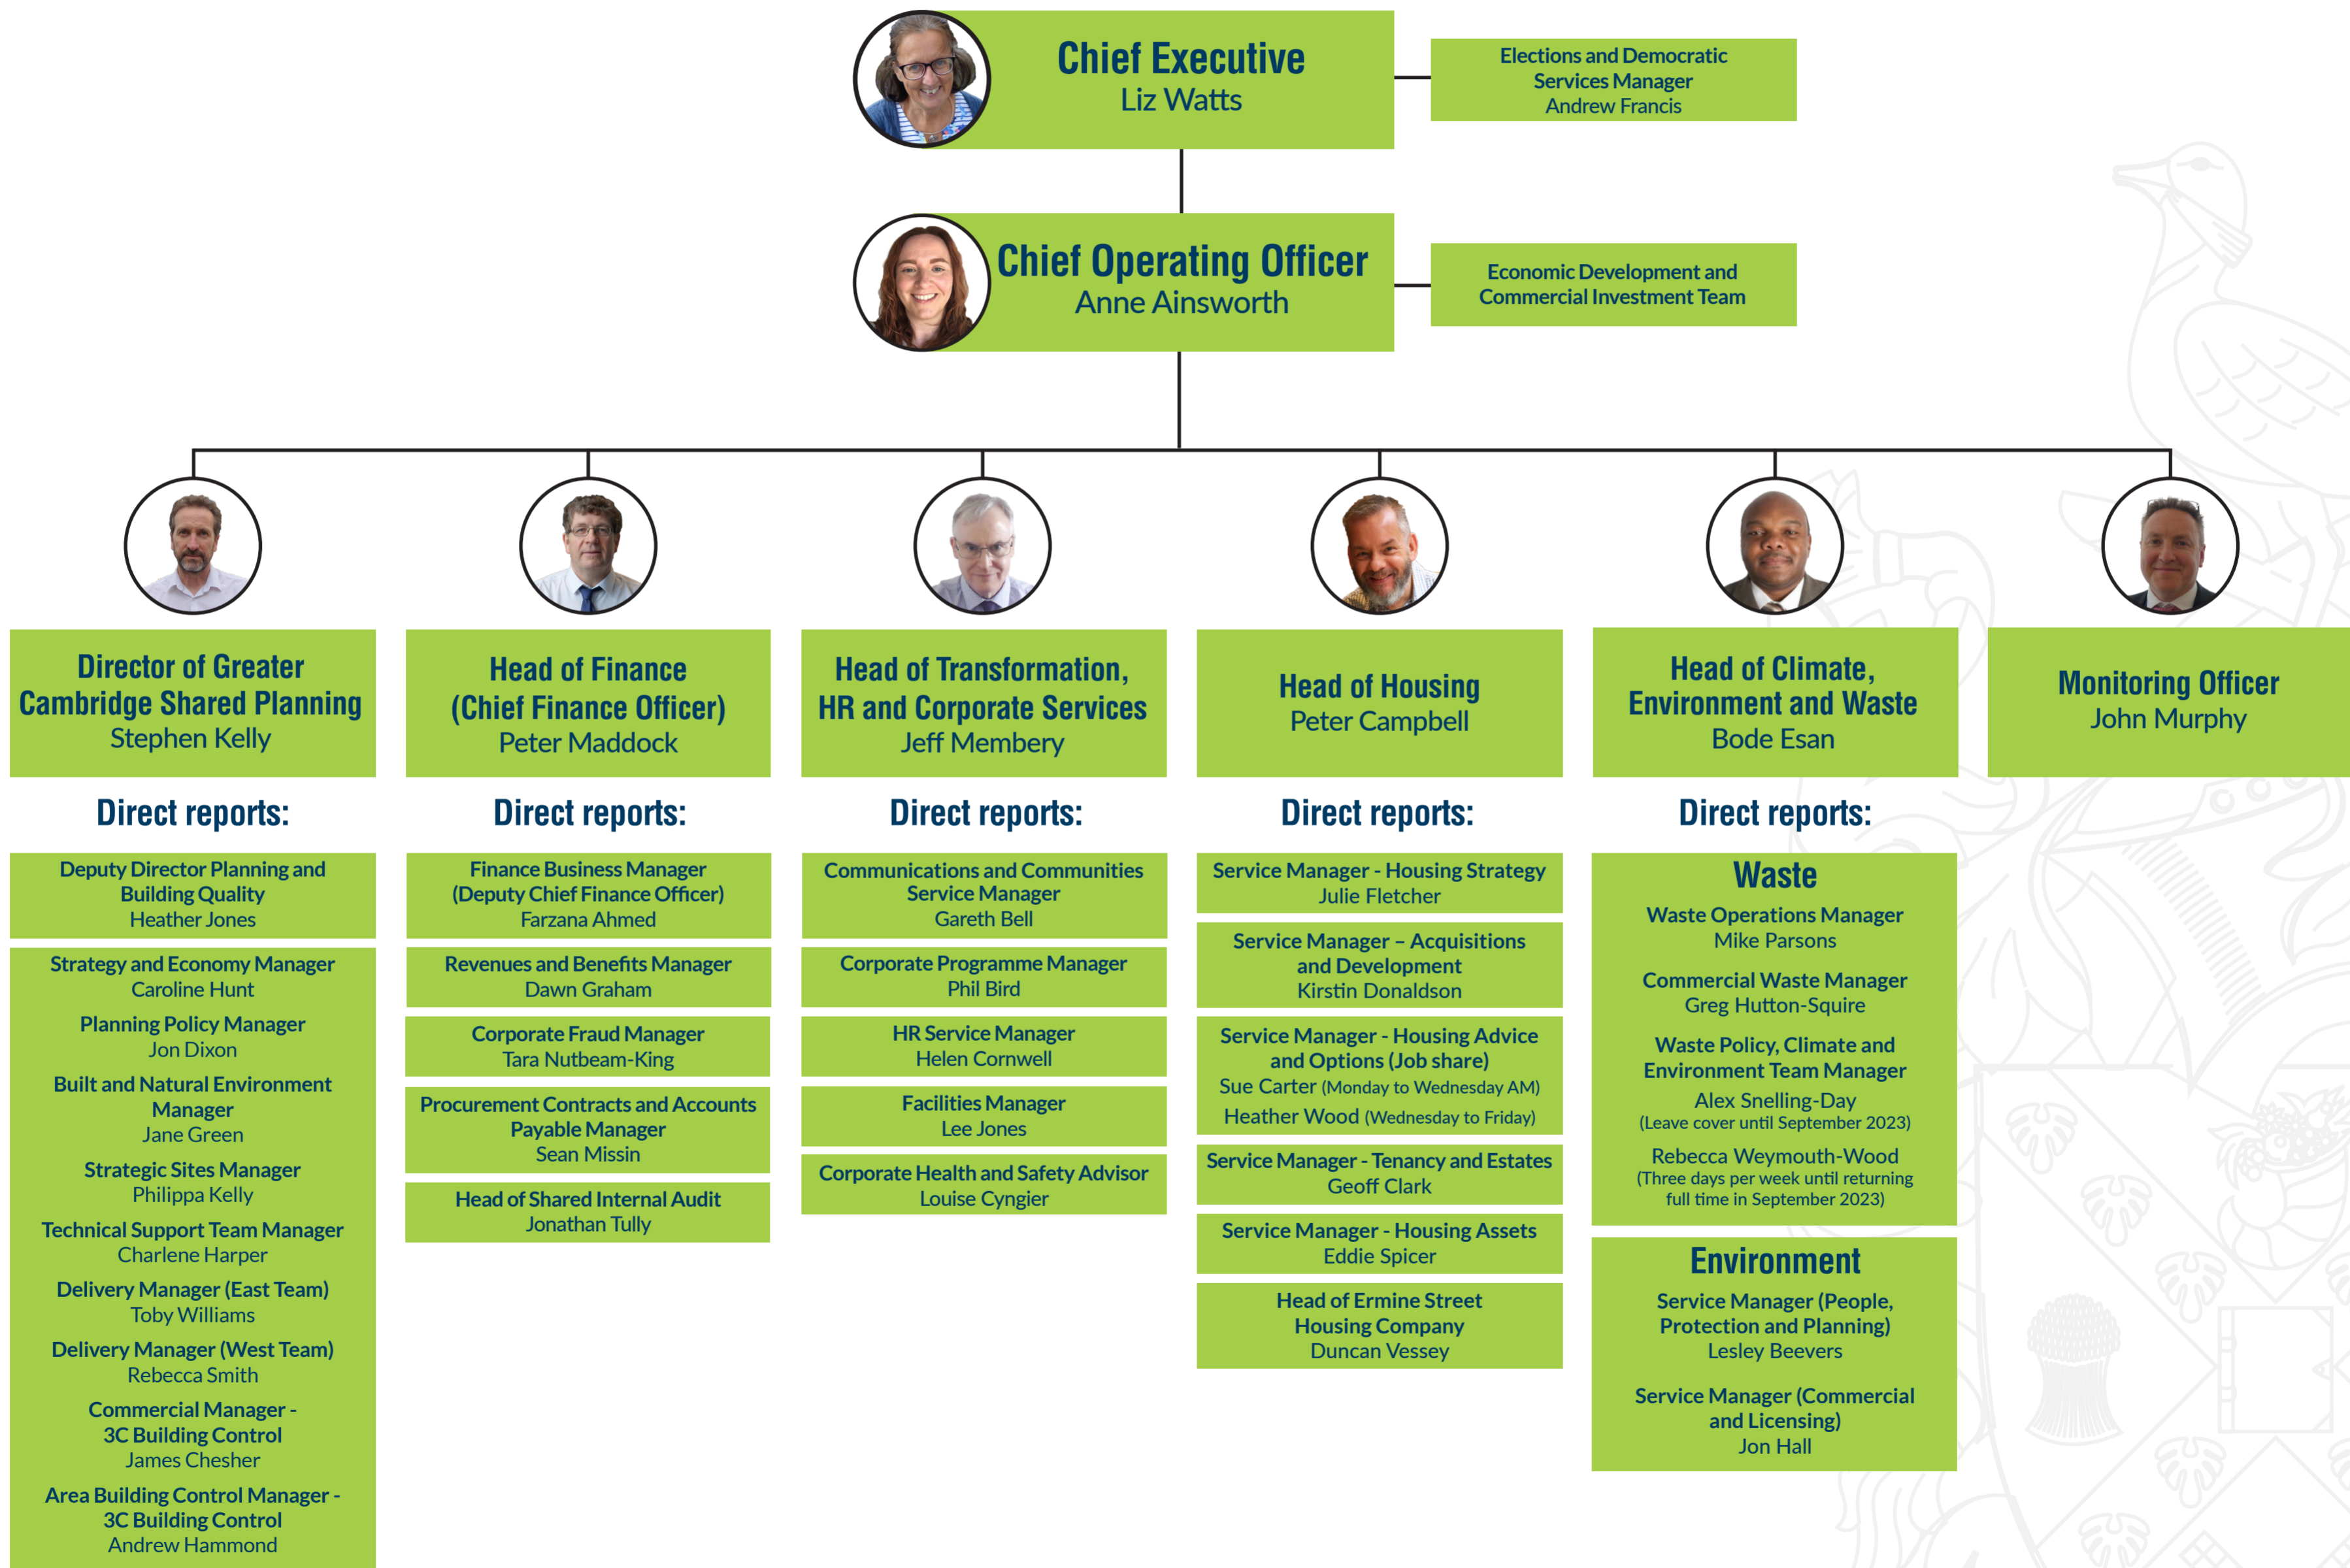 Chief Executive
Liz Watts
Elections and Democratic
Services Manager
Andrew Francis
Chief Operating Officer
Anne Ainsworth
Economic Development and
Commercial Investment Team
Director of Greater
Cambridge Shared Planning
Stephen Kelly
Direct reports:
Deputy Director Planning and
Building Quality
Heather Jones
Strategy and Economy Manager
Caroline Hunt
Planning Policy Manager
Jon Dixon
Built and Natural Environment
Manager
Jane Green
Strategic Sites Manager
Philippa Kelly
Technical Support Team Manager
Charlene Harper
Delivery Manager (East Team)
Toby Williams
Delivery Manager (West Team)
Rebecca Smith
Commercial Manager -
3C Building Control
James Chesher
Area Building Control Manager -
3C Building Control
Andrew Hammond
Head of Finance
(Chief Finance Officer)
Peter Maddock
Direct reports:
Finance Business Manager
(Deputy Chief Finance Officer)
Farzana Ahmed
Revenues and Benefits Manager
Dawn Graham
Corporate Fraud Manager
Tara Nutbeam-King
Procurement Contracts and Accounts
Payable Manager
Sean Missin
Head of Shared Internal Audit
Jonathan Tully
Head of Transformation,
HR and Corporate Services
Jeff Membery
Direct reports:
Communications and Communities
Service Manager
Gareth Bell
Corporate Programme Manager
Phil Bird
HR Service Manager
Helen Cornwell
Facilities Manager
Lee Jones
Corporate Health and Safety Advisor
Louise Cyngier
Head of Housing
Peter Campbell
Direct reports:
Service Manager - Housing Strategy
Julie Fletcher
Service Manager – Acquisitions
and Development
Kirstin Donaldson
Service Manager - Housing Advice
and Options (Job share)
Sue Carter (Monday to Wednesday AM)
Heather Wood (Wednesday to Friday)
Service Manager - Tenancy and Estates
Geoff Clark
Service Manager - Housing Assets
Eddie Spicer
Head of Ermine Street
Housing Company
Duncan Vessey
Head of Climate,
Environment and Waste
Bode Esan
Direct reports:
Waste
Waste Operations Manager
Mike Parsons
Commercial Waste Manager
Greg Hutton-Squire
Waste Policy, Climate and
Environment Team Manager
Alex Snelling-Day
(Leave cover until September 2023)
Rebecca Weymouth-Wood
(Three days per week until returning
full time in September 2023)
Environment
Service Manager (People,
Protection and Planning)
Lesley Beevers
Service Manager (Commercial
and Licensing)
Jon Hall
Monitoring Officer
John Murphy